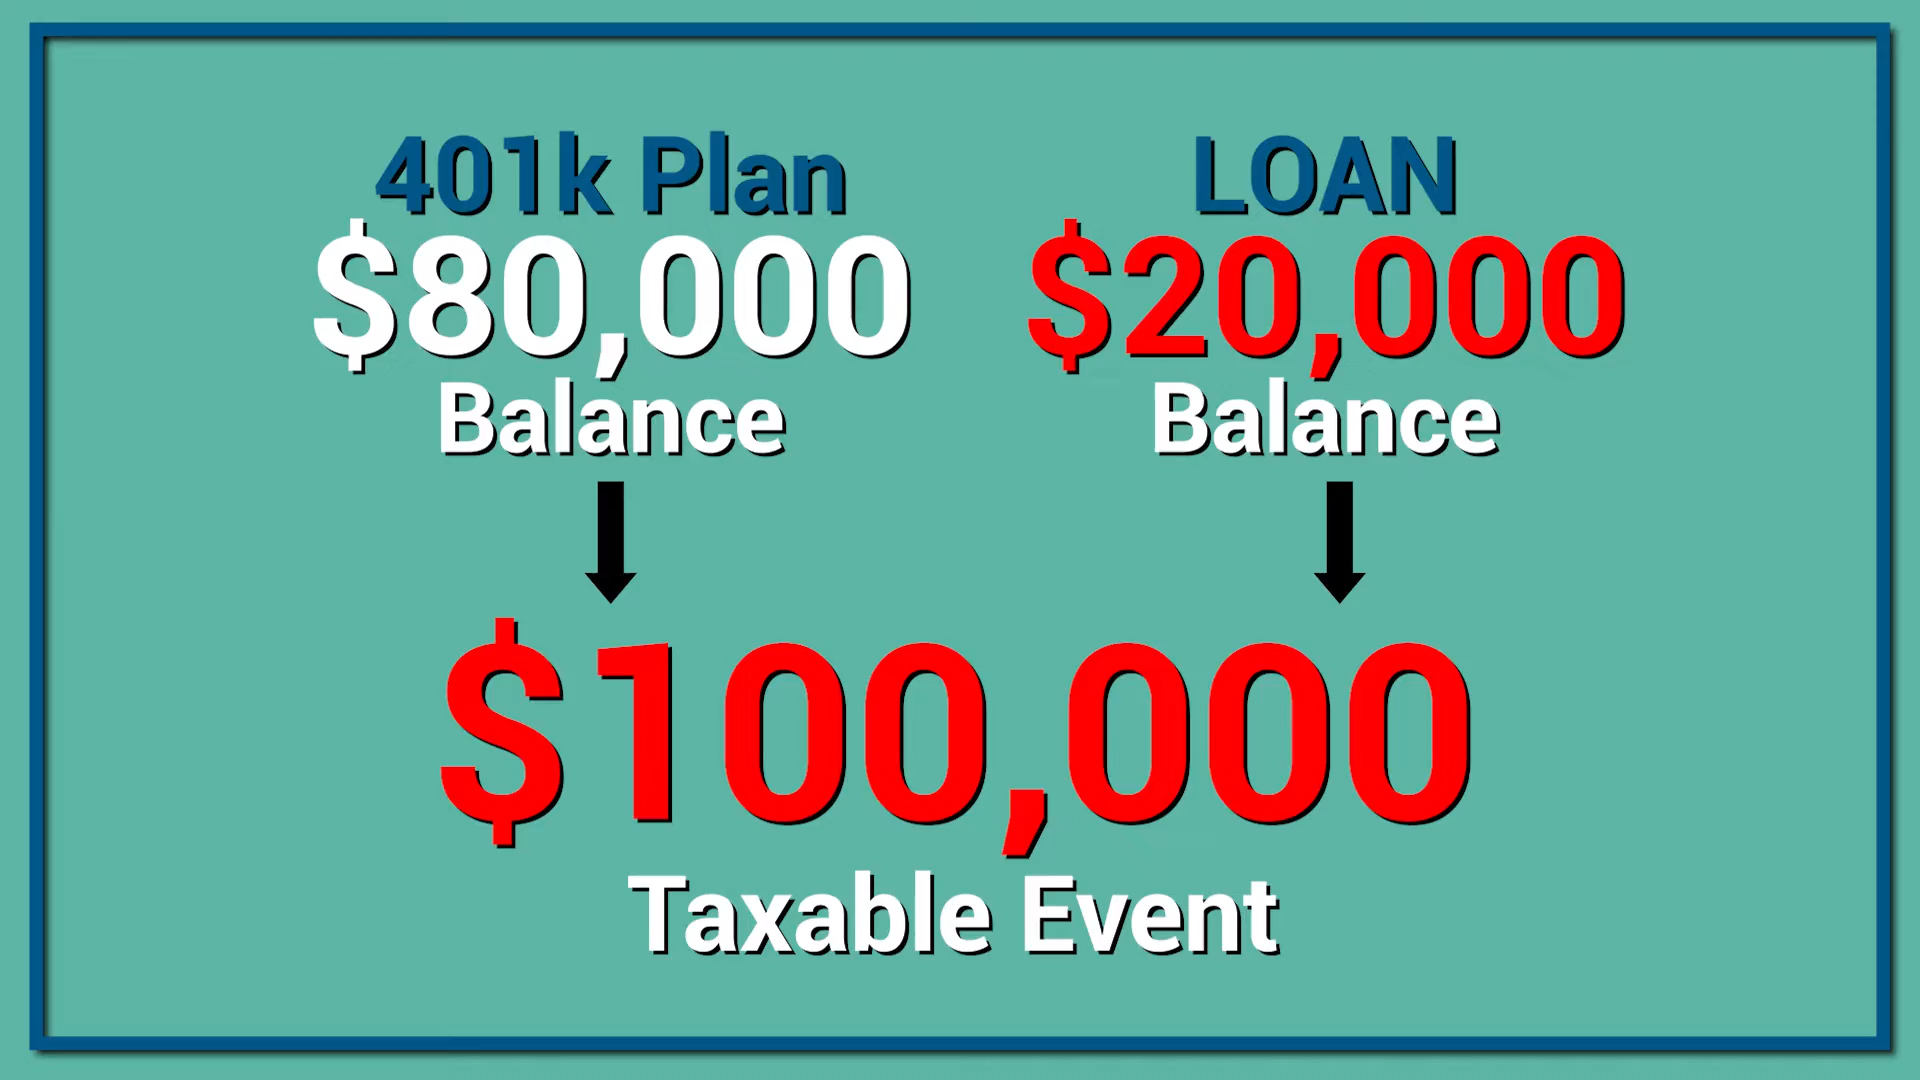 401k Plan
$80,000
Balance
LOAN
$20,000
Balance
$100,000
Taxable Event